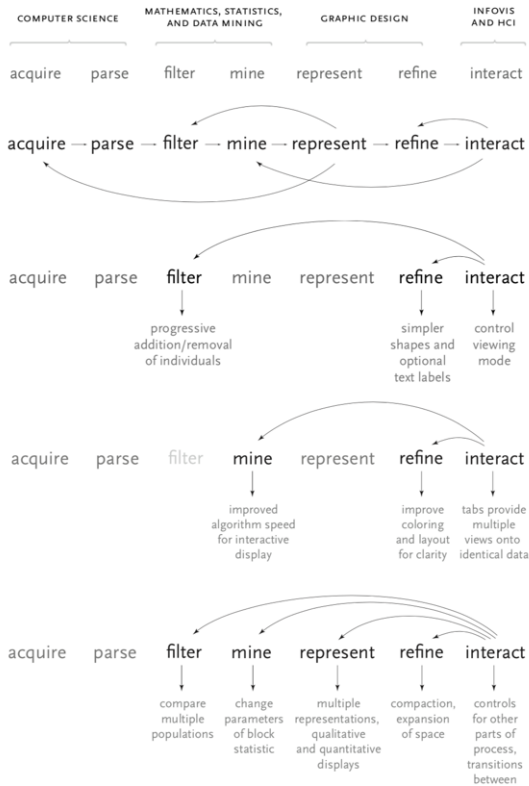 COMPUTER SCIENCE
MATHEMATICS, STATISTICS,
AND DATA MINING
GRAPHIC DESIGN
INFOVIS
AND HCI
acquire parse filter mine represent refine interact
acquire parse filter mine represent refine interact
acquire parse filter mine represent refine interact
progressive
addition/removal
of individuals
simpler
shapes and
optional
text labels
control
viewing
mode
acquire parse filter mine represent refine interact
improved
algorithm speed
for interactive
display
improve
coloring
and layout
for clarity
tabs provide
multiple
views onto
identical data
acquire parse filter mine represent refine interact
compare
multiple
populations
change
parameters
of block
statistic
multiple
representations,
qualitative
and quantitative
displays
compaction,
expansion
of space
controls
for other
parts of
process,
transitions
between